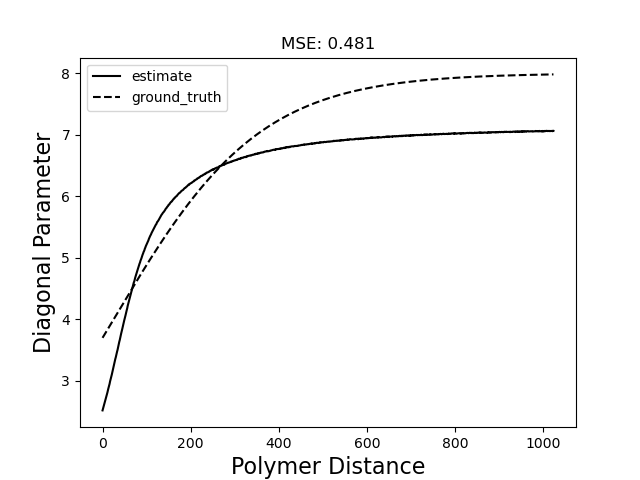 MSE: 0.481
estimate
ground_truth
8
7
6
5
4
3
Diagonal Parameter
0 200 400 600 800 1000
Polymer Distance